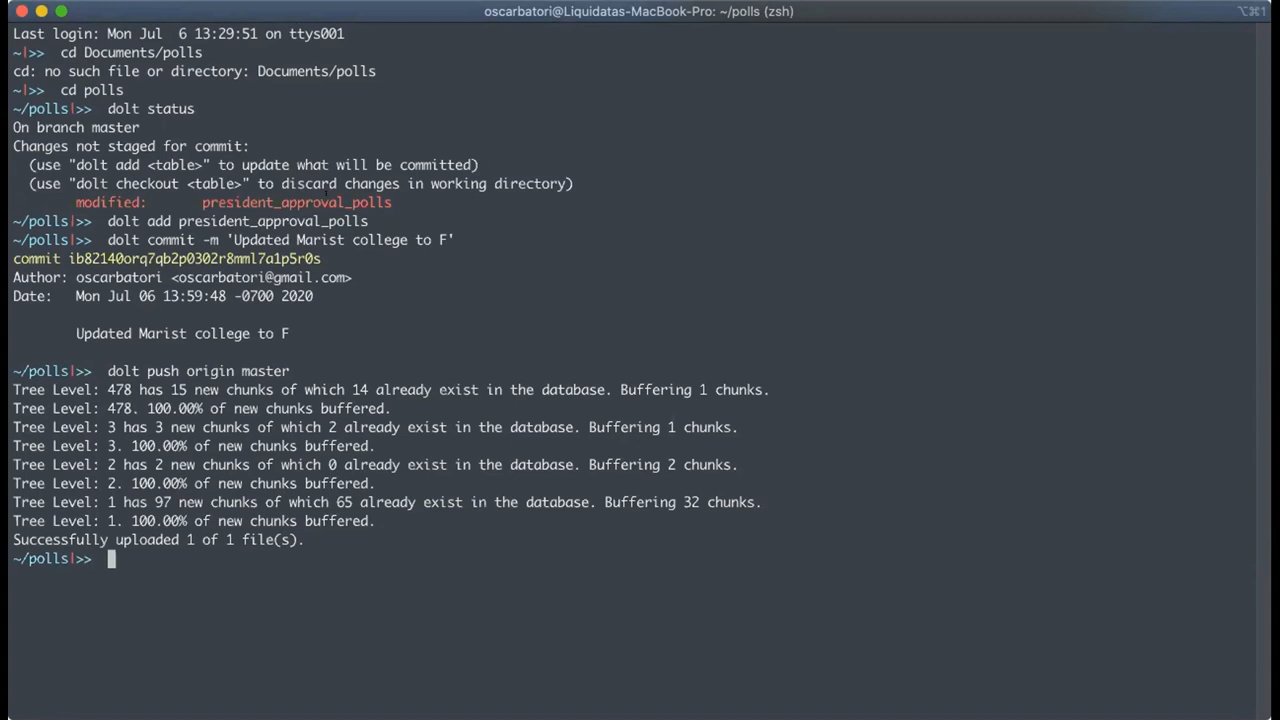 oscarbatori@Liquidatas-MacBook-Pro: ~/polls (zsh)
⌥⌘1
Last login: Mon Jul  6 13:29:51 on ttys001
~|>>  cd Documents/polls
cd: no such file or directory: Documents/polls
~|>>  cd polls
~/polls|>>  dolt status
On branch master
Changes not staged for commit:
  (use "dolt add <table>" to update what will be committed)
  (use "dolt checkout <table>" to discard changes in working directory)
        modified:       president_approval_polls
~/polls|>>  dolt add president_approval_polls
~/polls|>>  dolt commit -m 'Updated Marist college to F'
commit ib82140orq7qb2p0302r8mml7a1p5r0s
Author: oscarbatori <oscarbatori@gmail.com>
Date:   Mon Jul 06 13:59:48 -0700 2020
        Updated Marist college to F
~/polls|>>  dolt push origin master
Tree Level: 478 has 15 new chunks of which 14 already exist in the database. Buffering 1 chunks.
Tree Level: 478. 100.00% of new chunks buffered.
Tree Level: 3 has 3 new chunks of which 2 already exist in the database. Buffering 1 chunks.
Tree Level: 3. 100.00% of new chunks buffered.
Tree Level: 2 has 2 new chunks of which 0 already exist in the database. Buffering 2 chunks.
Tree Level: 2. 100.00% of new chunks buffered.
Tree Level: 1 has 97 new chunks of which 65 already exist in the database. Buffering 32 chunks.
Tree Level: 1. 100.00% of new chunks buffered.
Successfully uploaded 1 of 1 file(s).
~/polls|>>